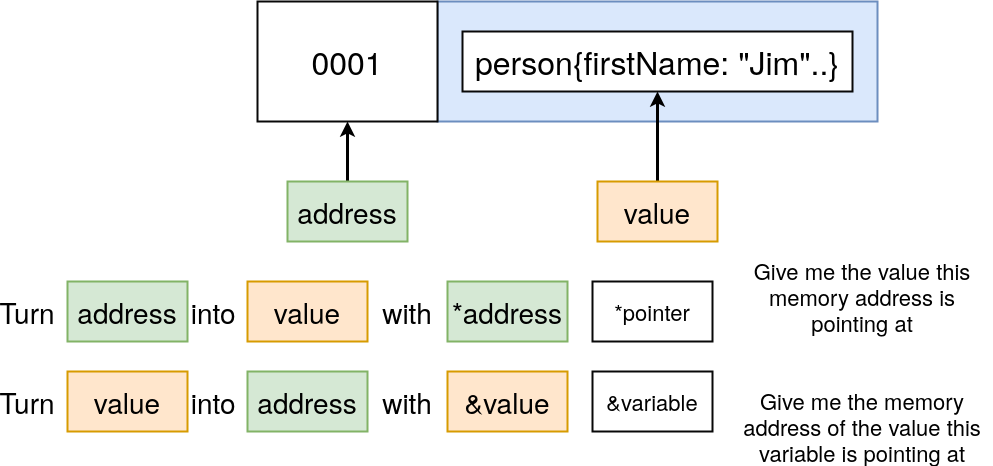 0001
person{firstName: "Jim"..}
address
value
Turn address into value with *address *pointer
Give me the value this
memory address is
pointing at
Turn value into address with &value &variable
Give me the memory
address of the value this
variable is pointing at